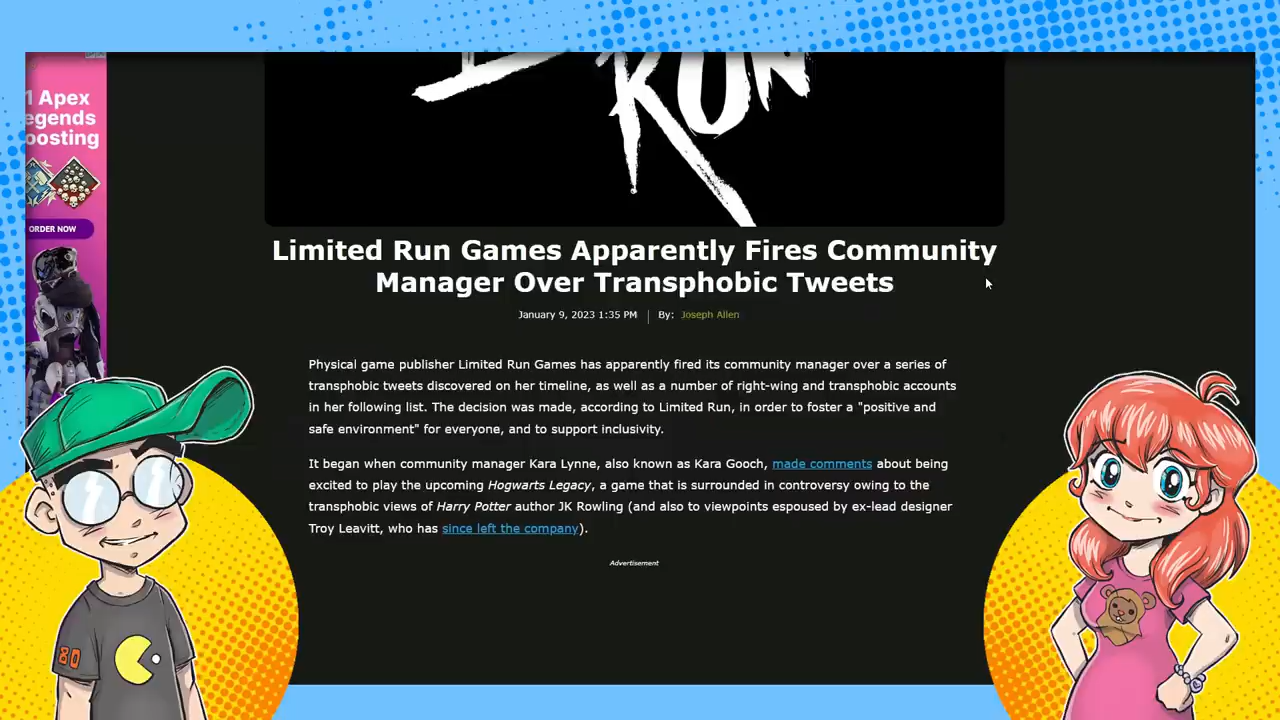 RUN
1 Apex
egends
oosting
ORDER NOW
Limited Run Games Apparently Fires Community
Manager Over Transphobic Tweets
January 9, 2023 1:35 PM | By: Joseph Allen
Physical game publisher Limited Run Games has apparently fired its community manager over a series of
transphobic tweets discovered on her timeline, as well as a number of right-wing and transphobic accounts
in her following list. The decision was made, according to Limited Run, in order to foster a "positive and
safe environment" for everyone, and to support inclusivity.
It began when community manager Kara Lynne, also known as Kara Gooch, made comments about being
excited to play the upcoming Hogwarts Legacy, a game that is surrounded in controversy owing to the
transphobic views of Harry Potter author JK Rowling (and also to viewpoints espoused by ex-lead designer
Troy Leavitt, who has since left the company).
Advertisement
80